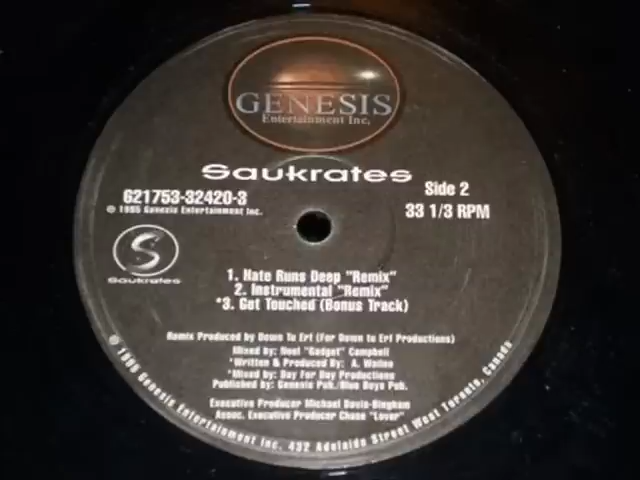 GENESIS
Entertainment Inc.
Saukrates
Side 2
621753-32420-3
℗ 1995 Genesis Entertainment Inc.
33 1/3 RPM
S
Saukrates
1. Hate Runs Deep "Remix"
2. Instrumental "Remix"
*3. Get Touched (Bonus Track)
Remix Produced by Down To Erf (For Down to Erf Productions)
Mixed by: Noel "Gadget" Campbell
*Written & Produced By: A. Wailoo
*Mixed by: Day For Day Productions
Published by: Genesis Pub./Blue Boys Pub.
Executive Producer Michael Davis-Bingham
Assoc. Executive Producer Chase "Lover"
℗ 1995 Genesis Entertainment Inc. 432 Adelaide Street West Toronto, Canada